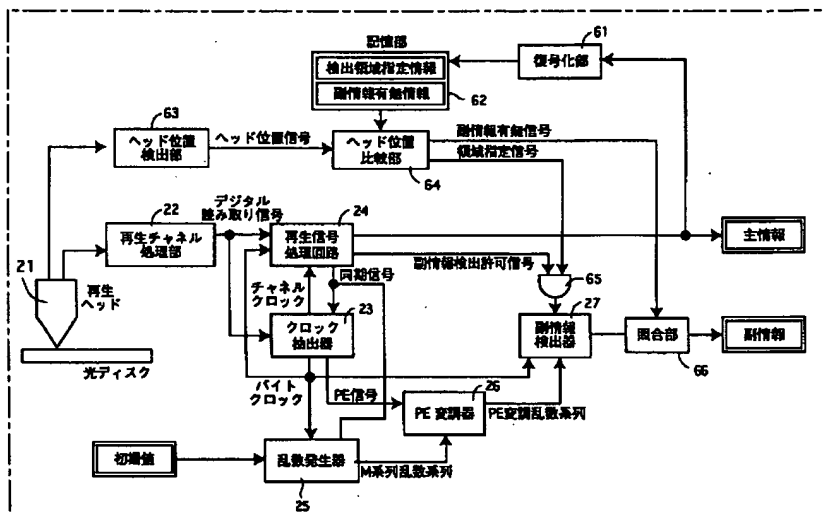 記憶部
検出領域指定情報
副情報有無情報
62
61
復号化部
63
ヘッド位置
検出部
ヘッド位置信号
ヘッド位置
比較部
64
副情報有無信号
領域指定信号
22
再生チャネル
処理部
デジタル
読み取り信号
24
再生信号
処理回路
主情報
副情報検出許可信号
65
21
再生
ヘッド
光ディスク
チャネル
クロック
同期信号
23
クロック
抽出器
27
副情報
検出器
照合部
66
副情報
バイト
クロック
PE信号
26
PE 変調器
PE変調乱数系列
初期値
乱数発生器
25
M系列乱数系列